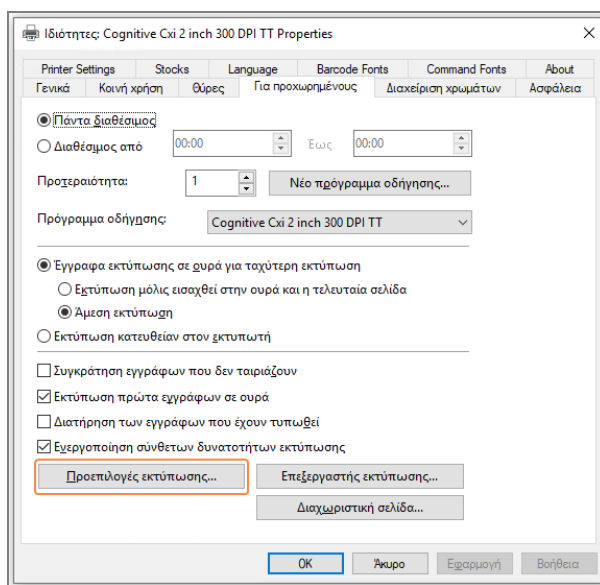 Ιδιότητες: Cognitive Cxi 2 inch 300 DPI TT Properties
Printer Settings Stocks Language Barcode Fonts Command Fonts About
Γενικά Κοινή χρήση Θύρες Για προχωρημένους Διαχείριση χρωμάτων Ασφάλεια
Πάντα διαθέσιμος
Διαθέσιμος από 00:00 Έως 00:00
Προτεραιότητα: 1 Νέο πρόγραμμα οδήγησης...
Πρόγραμμα οδήγησης: Cognitive Cxi 2 inch 300 DPI TT
Έγγραφα εκτύπωσης σε ουρά για ταχύτερη εκτύπωση
Εκτύπωση μόλις εισαχθεί στην ουρά και η τελευταία σελίδα
Άμεση εκτύπωση
Εκτύπωση κατευθείαν στον εκτυπωτή
Συγκράτηση εγγράφων που δεν ταιριάζουν
Εκτύπωση πρώτα εγγράφων σε ουρά
Διατήρηση των εγγράφων που έχουν τυπωθεί
Ενεργοποίηση σύνθετων δυνατοτήτων εκτύπωσης
Προεπιλογές εκτύπωσης... Επεξεργαστής εκτύπωσης...
Διαχωριστική σελίδα...
OK Άκυρο Εφαρμογή Βοήθεια